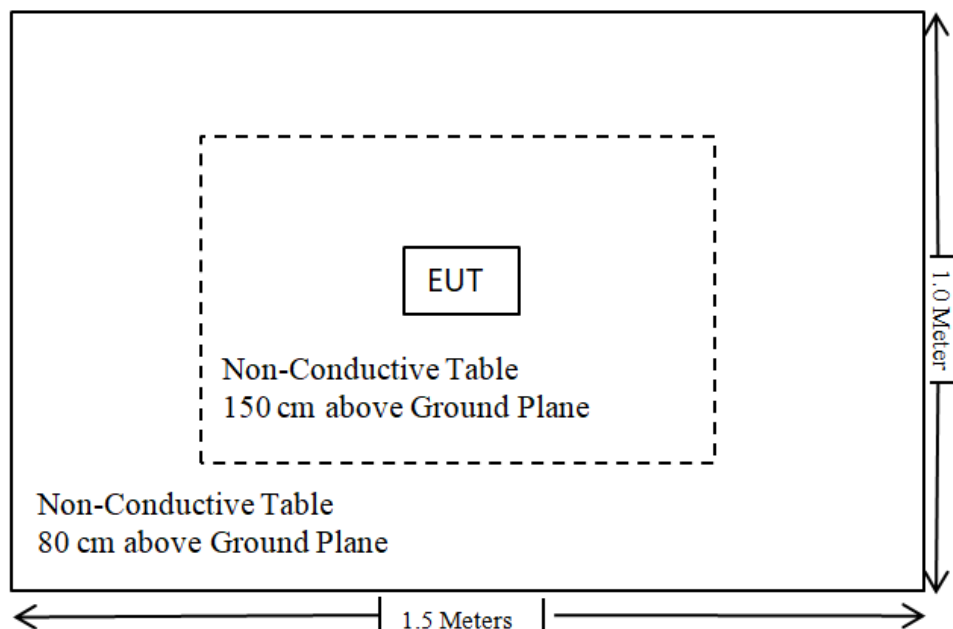 EUT
Non-Conductive Table
150 cm above Ground Plane
Non-Conductive Table
80 cm above Ground Plane
1.0 Meter
1.5 Meters